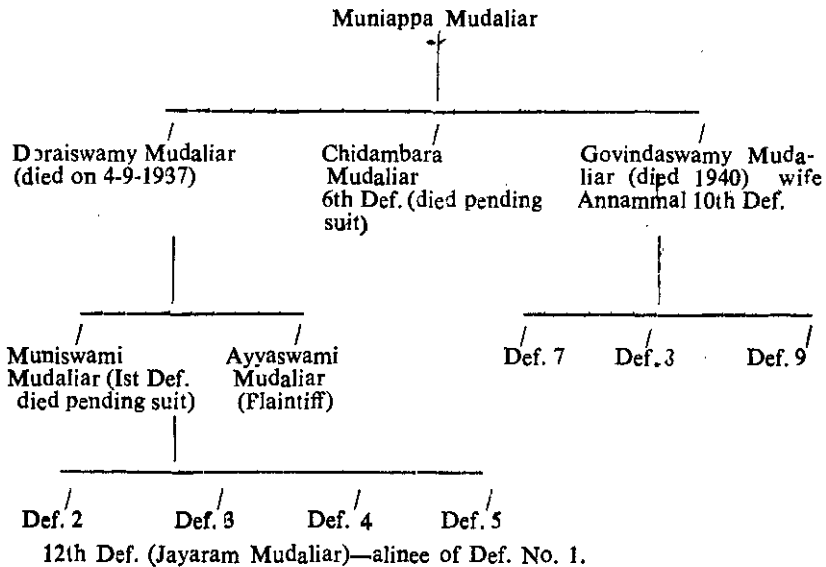 Muniappa Mudaliar
Doraiswamy Mudaliar
(died on 4-9-1937)
Chidambara
Mudaliar
6th Def. (died pending
suit)
Govindaswamy Muda-
liar (died 1940) wife
Annammal 10th Def.
Muniswami
Mudaliar (Ist Def.
died pending suit)
Ayyaswami
Mudaliar
(Flaintiff)
Def. 7 Def. 3 Def. 9
Def. 2 Def. 3 Def. 4 Def. 5
12th Def. (Jayaram Mudaliar)—alinee of Def. No. 1.